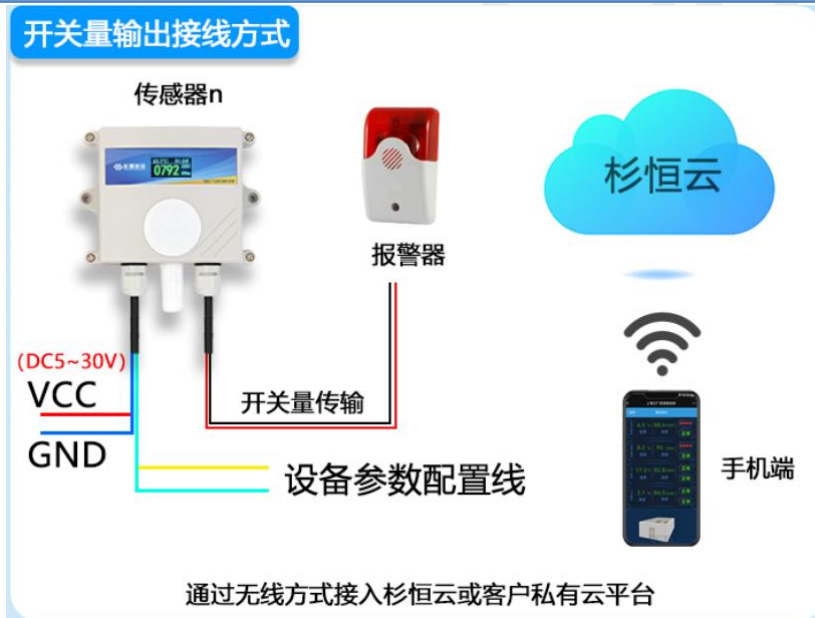 开关量输出接线方式
传感器n
0792
报警器
杉恒云
(DC5~30V)
VCC
GND
开关量传输
设备参数配置线
手机端
通过无线方式接入杉恒云或客户私有云平台